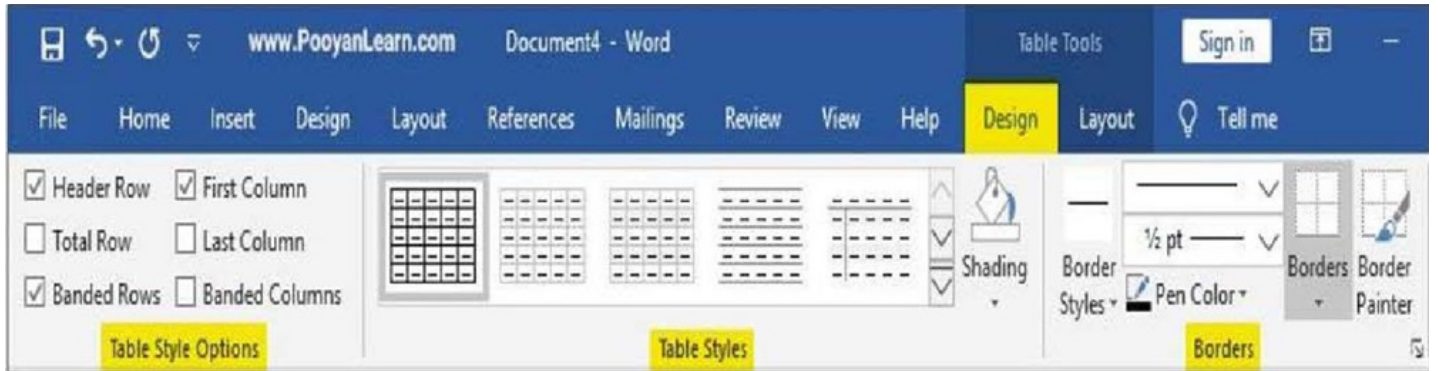 www.PooyanLearn.com Document4 - Word Table Tools Sign in
File Home Insert Design Layout References Mailings Review View Help Design Layout Tell me
Header Row First Column
Total Row Last Column
Banded Rows Banded Columns
Table Style Options
Table Styles
Shading
Border Styles
½ pt
Pen Color
Borders
Border Painter
Borders